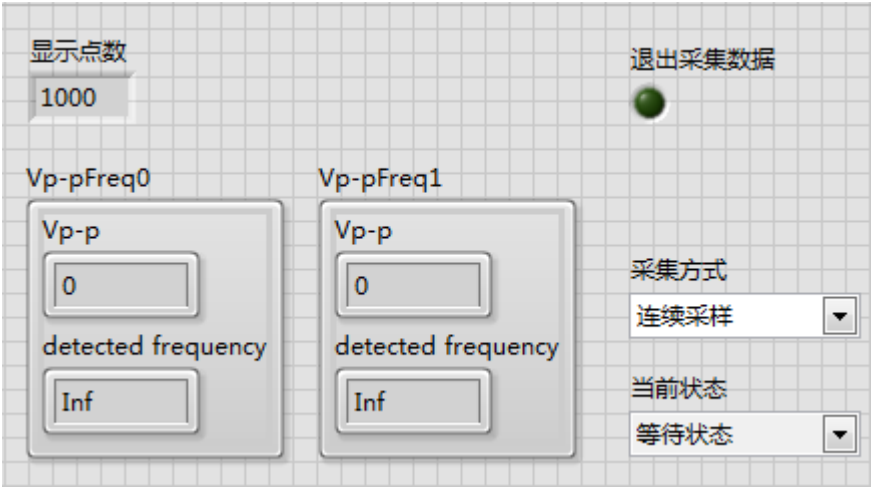 显示点数
1000
退出采集数据
Vp-pFreq0
Vp-p
0
detected frequency
Inf
Vp-pFreq1
Vp-p
0
detected frequency
Inf
采集方式
连续采样
当前状态
等待状态